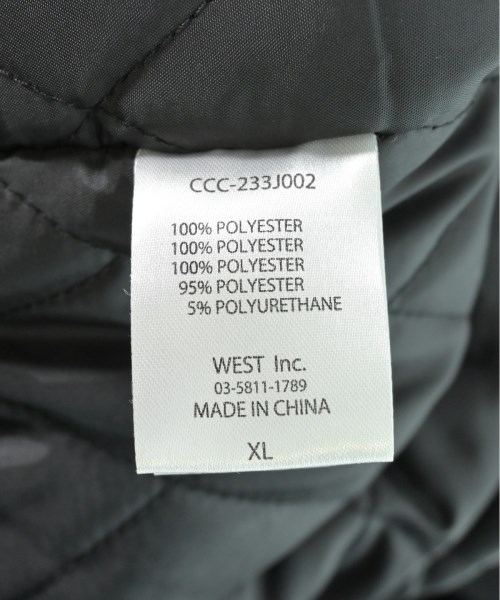 CCC-233J002
100% POLYESTER
100% POLYESTER
100% POLYESTER
95% POLYESTER
5% POLYURETHANE
WEST Inc.
03-5811-1789
MADE IN CHINA
XL